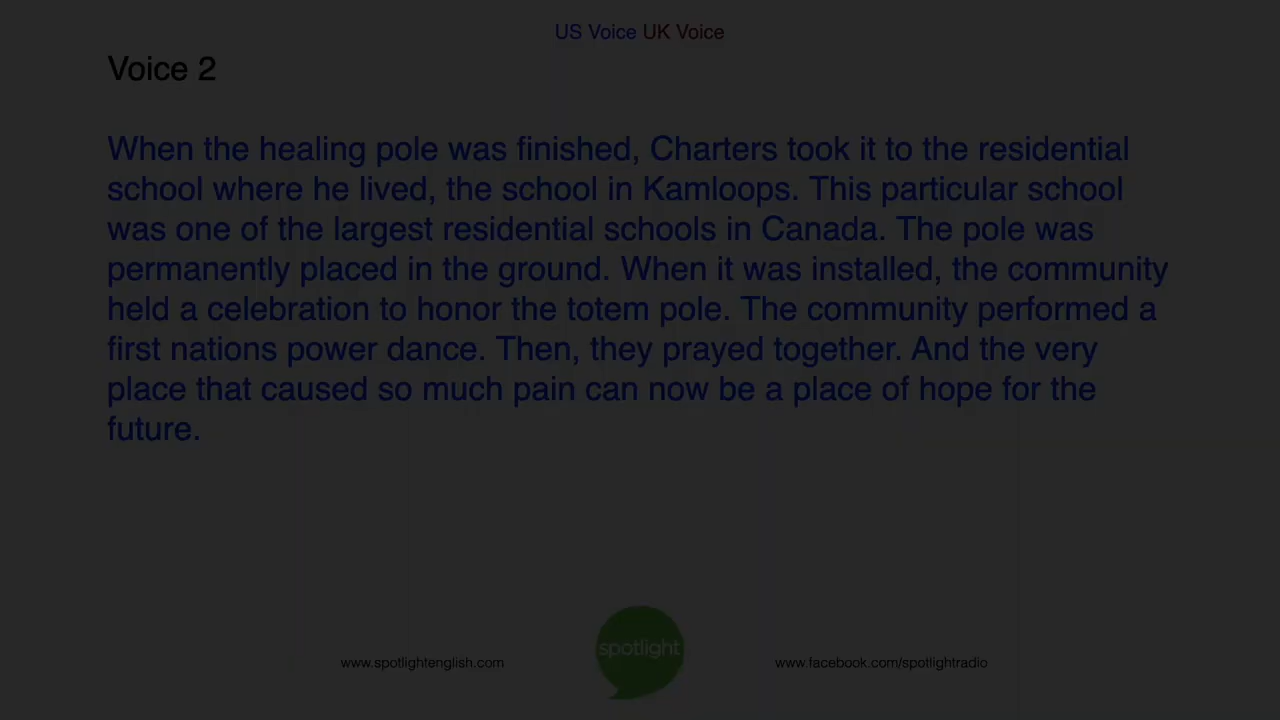 US Voice UK Voice
Voice 2
When the healing pole was finished, Charters took it to the residential
school where he lived, the school in Kamloops. This particular school
was one of the largest residential schools in Canada. The pole was
permanently placed in the ground. When it was installed, the community
held a celebration to honor the totem pole. The community performed a
first nations power dance. Then, they prayed together. And the very
place that caused so much pain can now be a place of hope for the
future.
spotlight
www.spotlightenglish.com www.facebook.com/spotlightradio